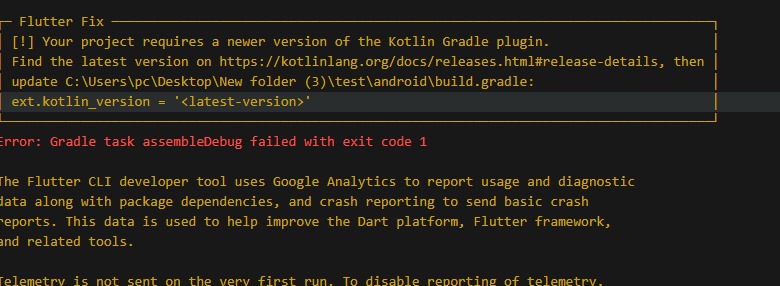 Flutter Fix
[!] Your project requires a newer version of the Kotlin Gradle plugin.
Find the latest version on https://kotlinlang.org/docs/releases.html#release-details, then
update C:\Users\pc\Desktop\New folder (3)\test\android\build.gradle:
ext.kotlin_version = '<latest-version>'
Error: Gradle task assembleDebug failed with exit code 1
The Flutter CLI developer tool uses Google Analytics to report usage and diagnostic
data along with package dependencies, and crash reporting to send basic crash
reports. This data is used to help improve the Dart platform, Flutter framework,
and related tools.
Telemetry is not sent on the very first run. To disable reporting of telemetry,